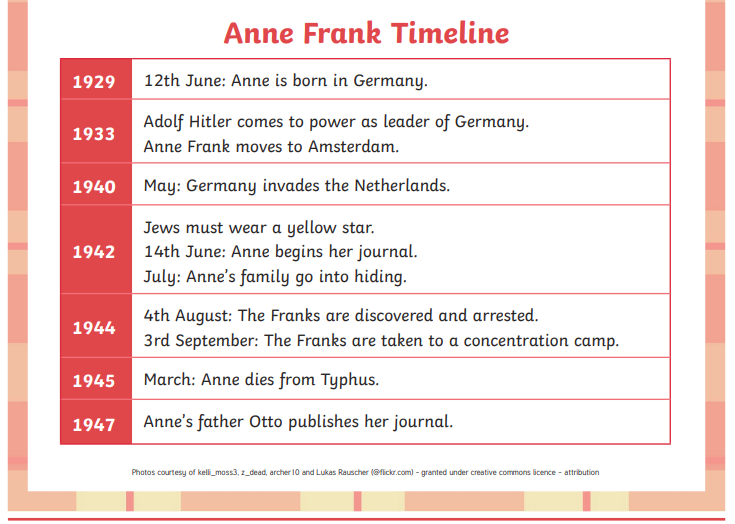 Anne Frank Timeline
1929
12th June: Anne is born in Germany.
1933
Adolf Hitler comes to power as leader of Germany.
Anne Frank moves to Amsterdam.
1940
May: Germany invades the Netherlands.
1942
Jews must wear a yellow star.
14th June: Anne begins her journal.
July: Anne's family go into hiding.
1944
4th August: The Franks are discovered and arrested.
3rd September: The Franks are taken to a concentration camp.
1945
March: Anne dies from Typhus.
1947
Anne's father Otto publishes her journal.
Photos courtesy of kelli_moss3, z_dead, archer10 and Lukas Rauscher (@flickr.com) – granted under creative commons licence – attribution